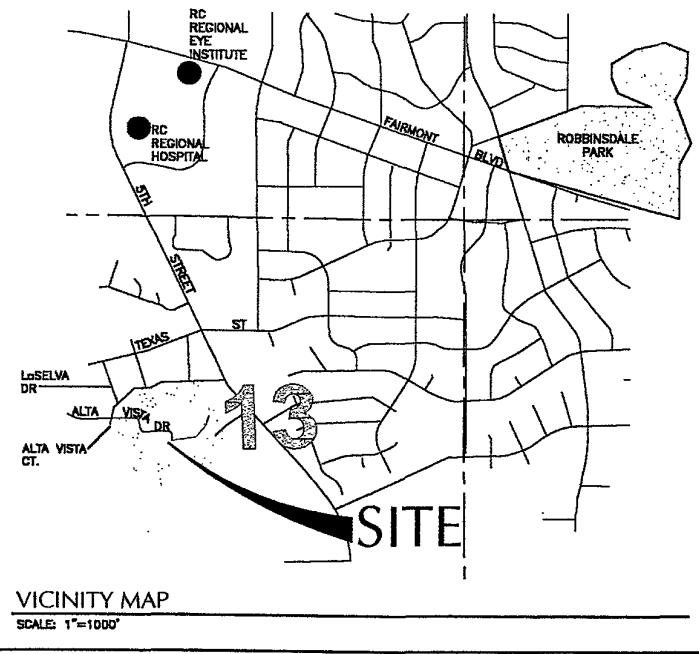 RC
REGIONAL
EYE
INSTITUTE
RC
REGIONAL
HOSPITAL
FAIRMONT
BLVD
ROBBINSDALE
PARK
5TH
STREET
TEXAS
ST
LaSELVA
DR
ALTA
VISTA
DR
ALTA VISTA
CT.
13
SITE
VICINITY MAP
SCALE: 1"=1000'